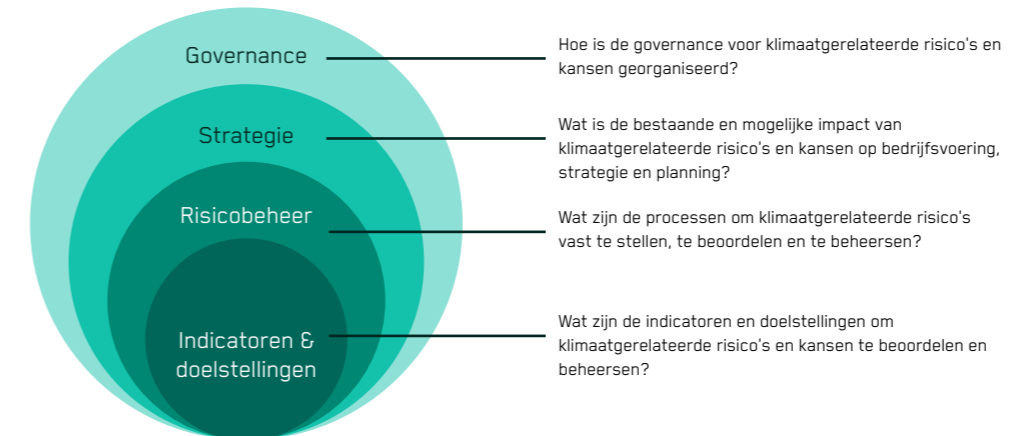 Governance
Hoe is de governance voor klimaatgerelateerde risico's en
kansen georganiseerd?
Strategie
Wat is de bestaande en mogelijke impact van
klimaatgerelateerde risico's en kansen op bedrijfsvoering,
strategie en planning?
Risicobeheer
Wat zijn de processen om klimaatgerelateerde risico's
vast te stellen, te beoordelen en te beheersen?
Indicatoren &
doelstellingen
Wat zijn de indicatoren en doelstellingen om
klimaatgerelateerde risico's en kansen te beoordelen en
beheersen?